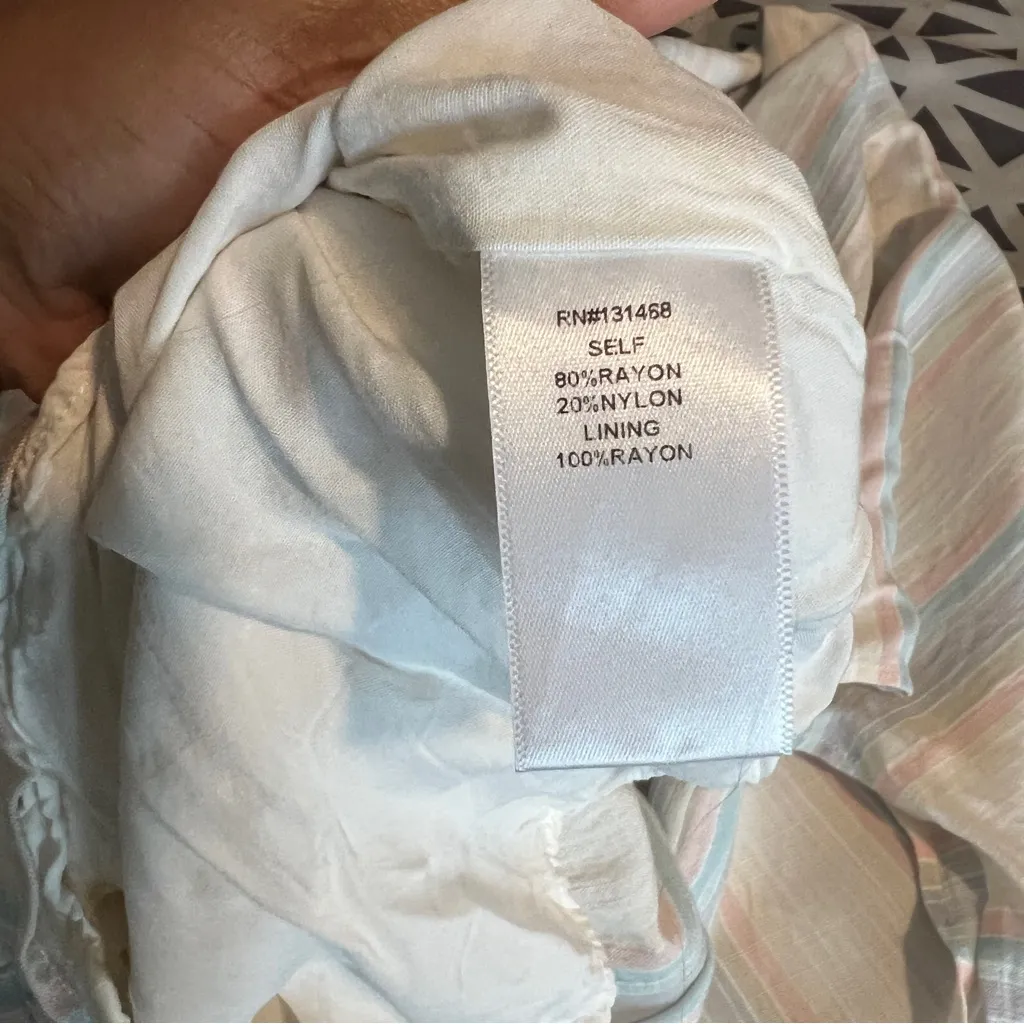 RN#131468
SELF
80%RAYON
20%NYLON
LINING
100%RAYON